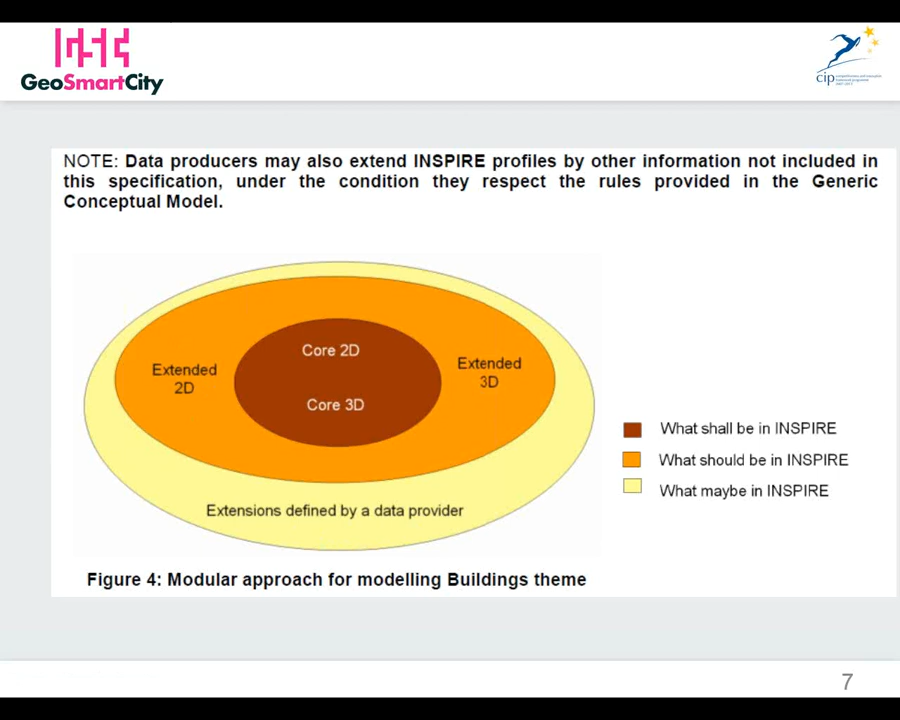 GeoSmartCity
cip
NOTE: Data producers may also extend INSPIRE profiles by other information not included in
this specification, under the condition they respect the rules provided in the Generic
Conceptual Model.
Core 2D
Extended
2D
Extended
3D
Core 3D
What shall be in INSPIRE
What should be in INSPIRE
What maybe in INSPIRE
Extensions defined by a data provider
Figure 4: Modular approach for modelling Buildings theme
7